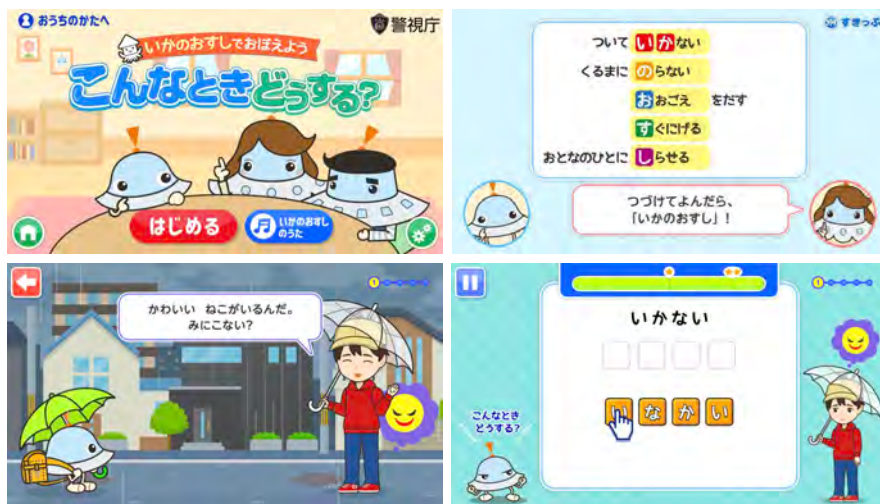 おうちのかたへ
警視庁
いかのおすしでおぼえよう
こんなときどうする?
はじめる
いかのおすし
のうた
すきっぷ
ついていかない
くるまにのらない
おおごえをだす
すぐにげる
おとなのひとにしらせる
つづけてよんだら、
「いかのおすし」!
1
かわいい ねこがいるんだ。
みにこない?
1
いかない
い な か い
こんなとき
どうする?